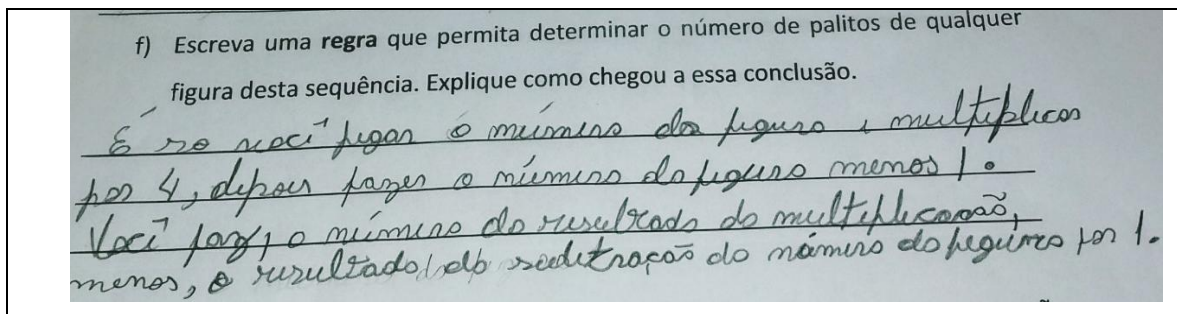 f) Escreva uma regra que permita determinar o número de palitos de qualquer
figura desta sequência. Explique como chegou a essa conclusão.
É so você pegar o número da figura e multiplicar
por 4, depois fazer o número da figura menos 1.
Você faz, o número do resultado da multiplicação,
menos, o resultado da subtração do número da figura por 1.